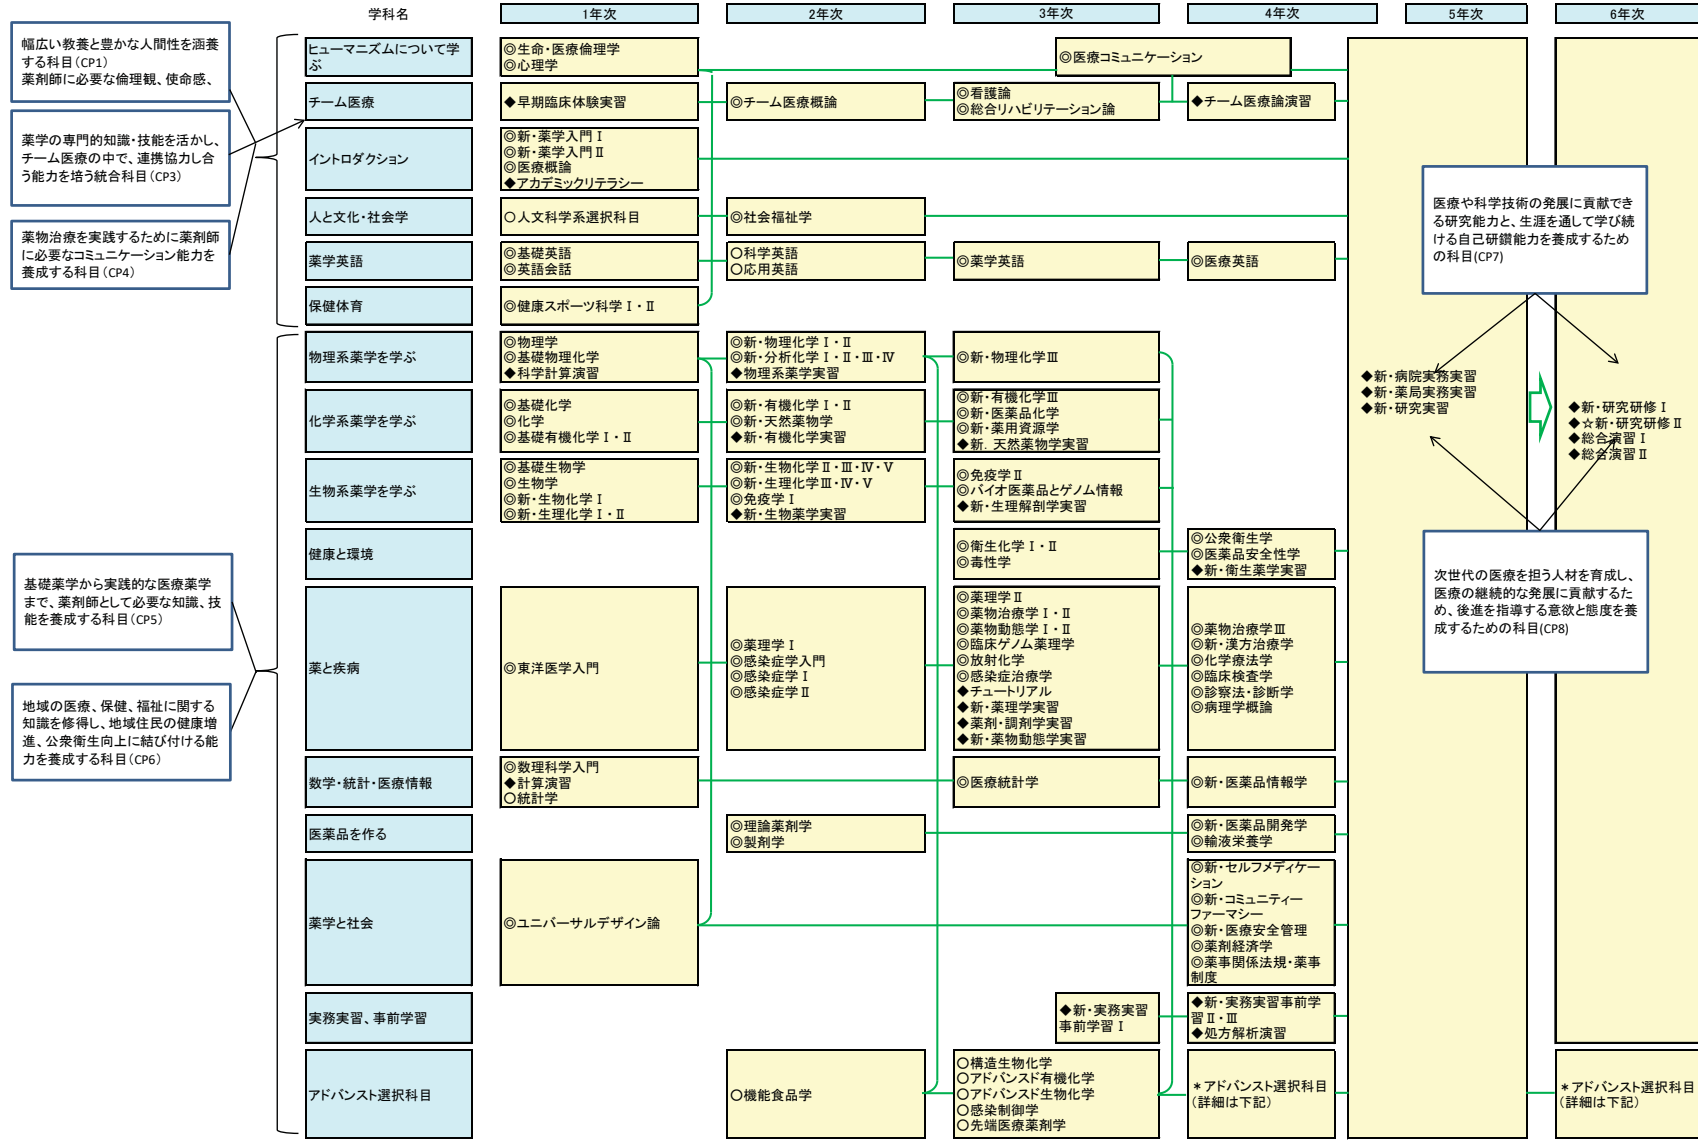 学科名
1年次
2年次
3年次
4年次
5年次
6年次
幅広い教養と豊かな人間性を涵養
する科目(CP1)
薬剤師に必要な倫理観、使命感、
薬学の専門的知識・技能を活かし、
チーム医療の中で、連携協力し合
う能力を培う統合科目(CP3)
薬物治療を実践するために薬剤師
に必要なコミュニケーション能力を
養成する科目(CP4)
基礎薬学から実践的な医療薬学
まで、薬剤師として必要な知識、技
能を養成する科目(CP5)
地域の医療、保健、福祉に関する
知識を修得し、地域住民の健康増
進、公衆衛生向上に結び付ける能
力を養成する科目(CP6)
ヒューマニズムについて学
ぶ
◎生命・医療倫理学
◎心理学
◎医療コミュニケーション
チーム医療
◆早期臨床体験実習
◎チーム医療概論
◎看護論
◎総合リハビリテーション論
◆チーム医療論演習
イントロダクション
◎新・薬学入門Ⅰ
◎新・薬学入門Ⅱ
◎医療概論
◆アカデミックリテラシー
人と文化・社会学
○人文科学系選択科目
◎社会福祉学
薬学英語
◎基礎英語
◎英語会話
○科学英語
○応用英語
◎薬学英語
◎医療英語
保健体育
◎健康スポーツ科学Ⅰ・Ⅱ
物理系薬学を学ぶ
◎物理学
◎基礎物理化学
◆科学計算演習
◎新・物理化学Ⅰ・Ⅱ
◎新・分析化学Ⅰ・Ⅱ・Ⅲ・Ⅳ
◆物理系薬学実習
◎新・物理化学Ⅲ
化学系薬学を学ぶ
◎基礎化学
◎化学
◎基礎有機化学Ⅰ・Ⅱ
◎新・有機化学Ⅰ・Ⅱ
◎新・天然薬物学
◆新・有機化学実習
◎新・有機化学Ⅲ
◎新・医薬品化学
◎新・薬用資源学
◆新．天然薬物学実習
生物系薬学を学ぶ
◎基礎生物学
◎生物学
◎新・生物化学Ⅰ
◎新・生理化学Ⅰ・Ⅱ
◎新・生物化学Ⅱ・Ⅲ・Ⅳ・Ⅴ
◎新・生理化学Ⅲ・Ⅳ・Ⅴ
◎免疫学Ⅰ
◆新・生物薬学実習
◎免疫学Ⅱ
◎バイオ医薬品とゲノム情報
◆新・生理解剖学実習
健康と環境
◎衛生化学Ⅰ・Ⅱ
◎毒性学
◎公衆衛生学
◎医薬品安全性学
◆新・衛生薬学実習
薬と疾病
◎東洋医学入門
◎薬理学Ⅰ
◎感染症学入門
◎感染症学Ⅰ
◎感染症学Ⅱ
◎薬理学Ⅱ
◎薬物治療学Ⅰ・Ⅱ
◎薬物動態学Ⅰ・Ⅱ
◎臨床ゲノム薬理学
◎放射化学
◎感染症治療学
◆チュートリアル
◆新・薬理学実習
◆薬剤・調剤学実習
◆新・薬物動態学実習
◎薬物治療学Ⅲ
◎新・漢方治療学
◎化学療法学
◎臨床検査学
◎診察法・診断学
◎病理学概論
数学・統計・医療情報
◎数理科学入門
◆計算演習
○統計学
◎医療統計学
◎新・医薬品情報学
医薬品を作る
◎理論薬剤学
◎製剤学
◎新・医薬品開発学
◎輸液栄養学
薬学と社会
◎ユニバーサルデザイン論
◎新・セルフメディケー
ション
◎新・コミュニティー
ファーマシー
◎新・医療安全管理
◎薬剤経済学
◎薬事関係法規・薬事
制度
実務実習、事前学習
◆新・実務実習
事前学習Ⅰ
◆新・実務実習事前学
習Ⅱ・Ⅲ
◆処方解析演習
アドバンスト選択科目
○機能食品学
○構造生物化学
○アドバンスド有機化学
○アドバンスド生物化学
○感染制御学
○先端医療薬剤学
＊アドバンスト選択科目
(詳細は下記)
＊アドバンスト選択科目
(詳細は下記)
医療や科学技術の発展に貢献でき
る研究能力と、生涯を通して学び続
ける自己研鑽能力を養成するため
の科目(CP7)
◆新・病院実務実習
◆新・薬局実務実習
◆新・研究実習
◆新・研究研修Ⅰ
◆☆新・研究研修Ⅱ
◆総合演習Ⅰ
◆総合演習Ⅱ
次世代の医療を担う人材を育成し、
医療の継続的な発展に貢献するた
め、後進を指導する意欲と態度を養
成するための科目(CP8)